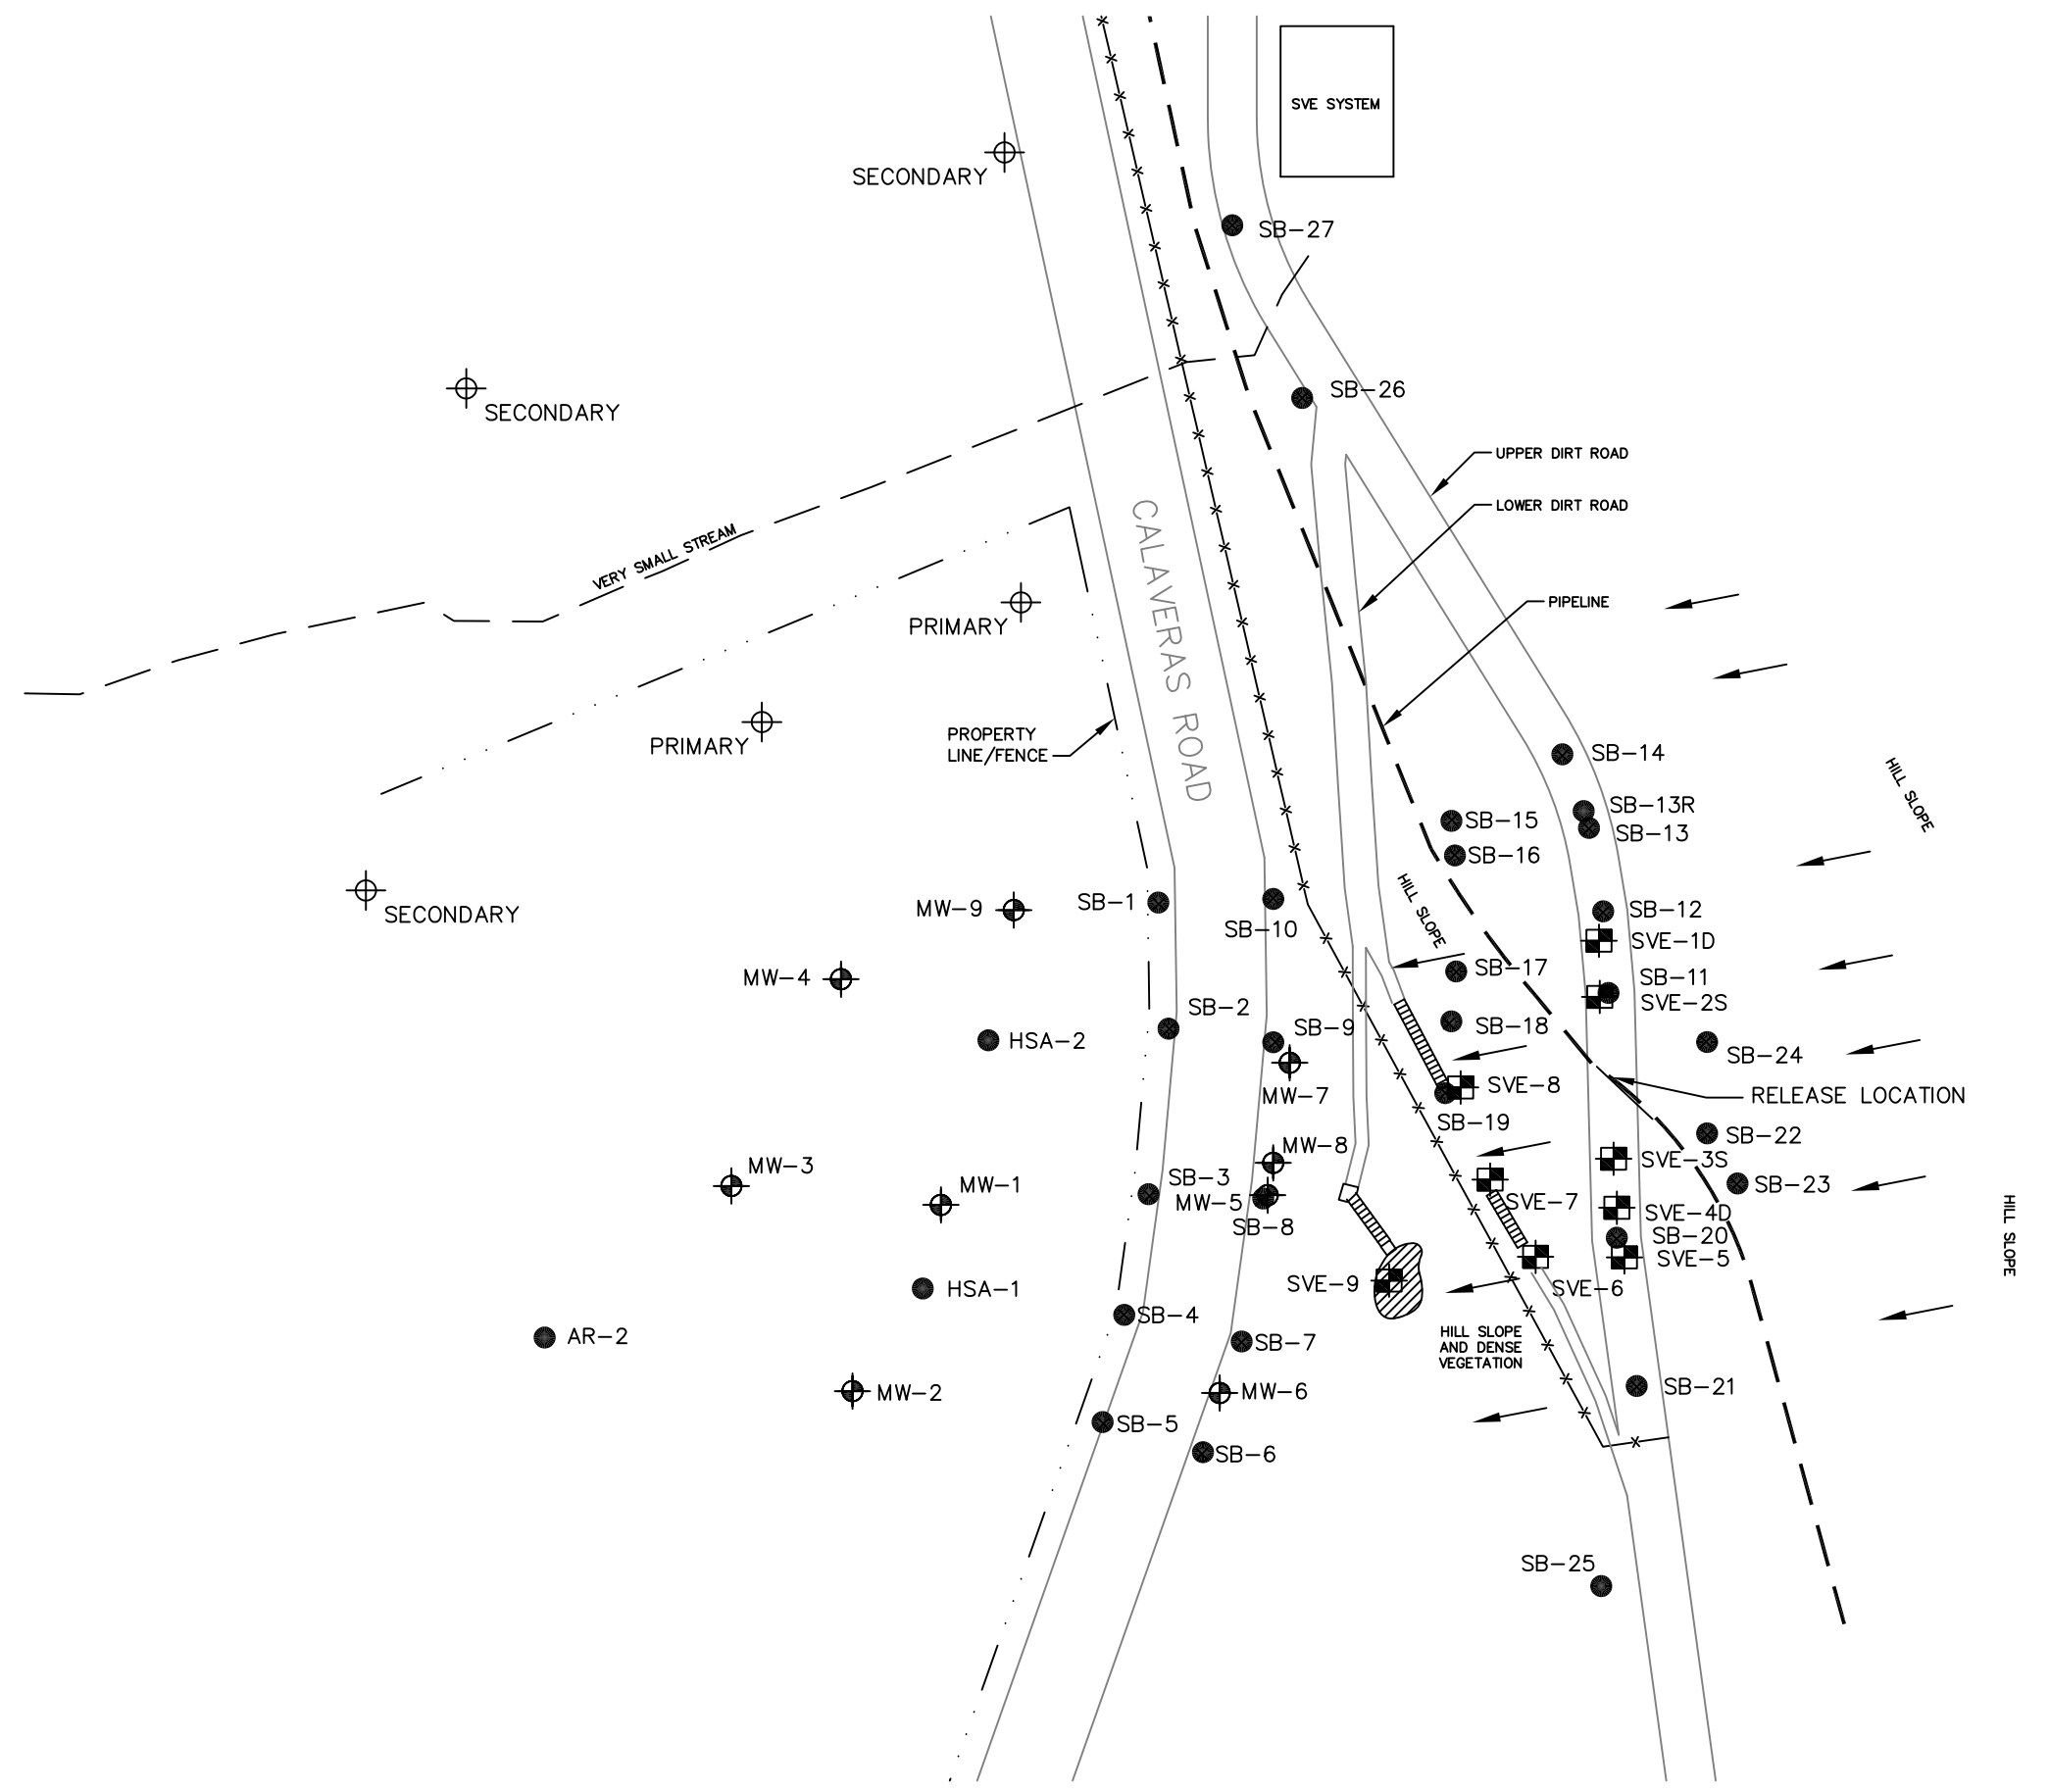 SVE SYSTEM
SECONDARY
SB-27
SB-26
SECONDARY
UPPER DIRT ROAD
LOWER DIRT ROAD
VERY SMALL STREAM
CALAVERAS ROAD
PIPELINE
PRIMARY
PROPERTY
LINE/FENCE
PRIMARY
SB-14
HILL SLOPE
SB-13R
SB-15
SB-13
SB-16
SECONDARY
MW-9
SB-1
SB-10
HILL SLOPE
SB-12
SVE-1D
MW-4
SB-17
SB-11
SVE-2S
SB-2
SB-9
SB-18
HSA-2
SB-24
MW-7
SVE-8
RELEASE LOCATION
SB-19
SB-22
MW-8
SVE-3S
MW-3
SB-3
MW-1
SB-23
MW-5
SVE-7
SVE-4D
SB-8
SB-20
HILL SLOPE
SVE-5
SVE-9
SVE-6
HSA-1
SB-4
AR-2
HILL SLOPE
AND DENSE
VEGETATION
SB-7
MW-2
MW-6
SB-21
SB-5
SB-6
SB-25